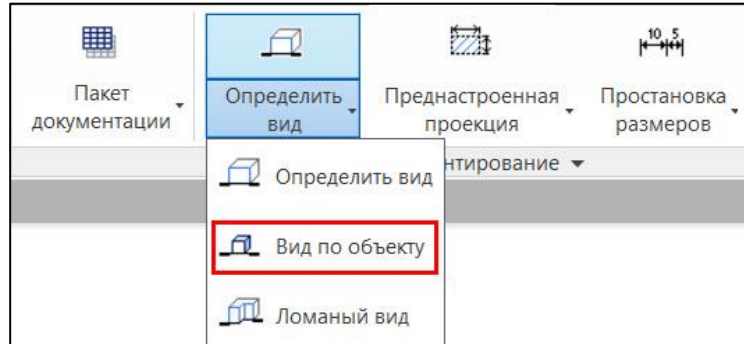 10 5
Пакет
документации
Определить
вид
Преднастроенная
проекция
Простановка
размеров
нтирование
Определить вид
Вид по объекту
Ломаный вид